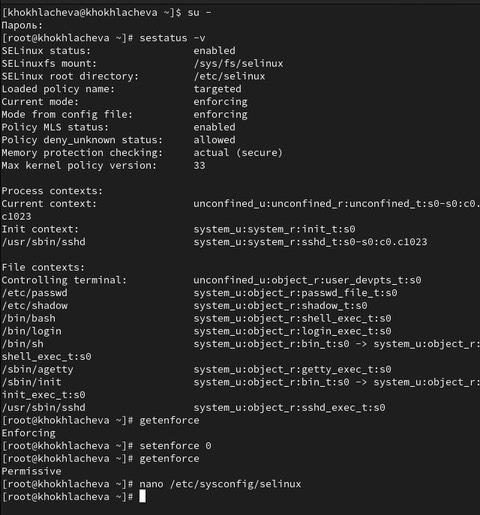 [khokhlacheva@khokhlacheva ~]$ su -
Пароль:
[root@khokhlacheva ~]# sestatus -v
SELinux status:                 enabled
SELinuxfs mount:                /sys/fs/selinux
SELinux root directory:         /etc/selinux
Loaded policy name:             targeted
Current mode:                   enforcing
Mode from config file:          enforcing
Policy MLS status:              enabled
Policy deny_unknown status:     allowed
Memory protection checking:     actual (secure)
Max kernel policy version:      33

Process contexts:
Current context:                unconfined_u:unconfined_r:unconfined_t:s0-s0:c0.
c1023
Init context:                   system_u:system_r:init_t:s0
/usr/sbin/sshd                  system_u:system_r:sshd_t:s0-s0:c0.c1023

File contexts:
Controlling terminal:           unconfined_u:object_r:user_devpts_t:s0
/etc/passwd                     system_u:object_r:passwd_file_t:s0
/etc/shadow                     system_u:object_r:shadow_t:s0
/bin/bash                       system_u:object_r:shell_exec_t:s0
/bin/login                      system_u:object_r:login_exec_t:s0
/bin/sh                         system_u:object_r:bin_t:s0 -> system_u:object_r:
shell_exec_t:s0
/sbin/agetty                    system_u:object_r:getty_exec_t:s0
/sbin/init                      system_u:object_r:bin_t:s0 -> system_u:object_r:
init_exec_t:s0
/usr/sbin/sshd                  system_u:object_r:sshd_exec_t:s0
[root@khokhlacheva ~]# getenforce
Enforcing
[root@khokhlacheva ~]# setenforce 0
[root@khokhlacheva ~]# getenforce
Permissive
[root@khokhlacheva ~]# nano /etc/sysconfig/selinux
[root@khokhlacheva ~]#